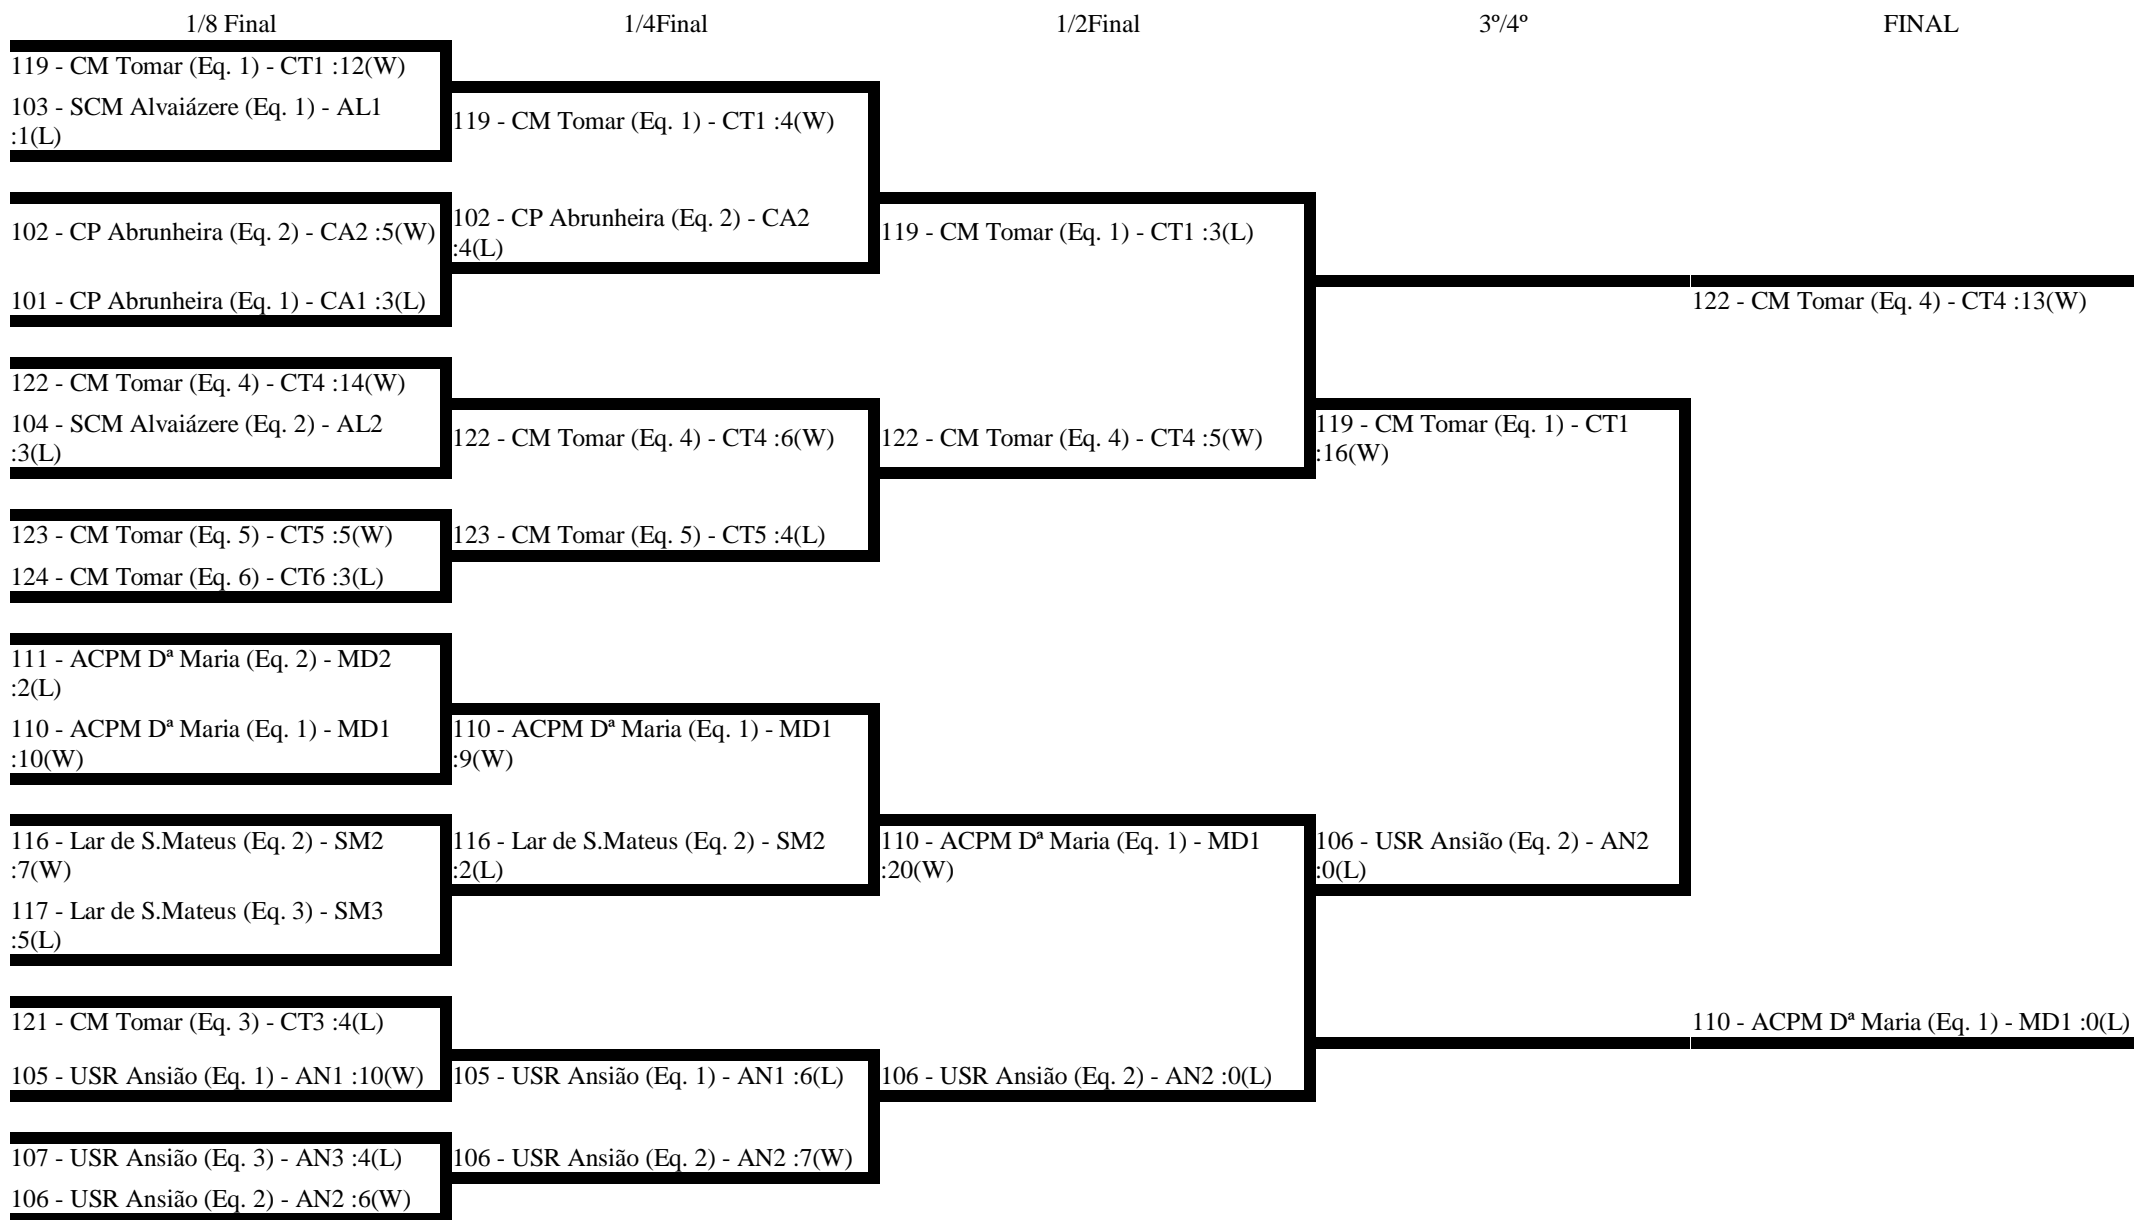 1/8 Final
1/4Final
1/2Final
3º/4º
FINAL
119 - CM Tomar (Eq. 1) - CT1 :12(W)
103 - SCM Alvaiázere (Eq. 1) - AL1
:1(L)
102 - CP Abrunheira (Eq. 2) - CA2 :5(W)
101 - CP Abrunheira (Eq. 1) - CA1 :3(L)
122 - CM Tomar (Eq. 4) - CT4 :14(W)
104 - SCM Alvaiázere (Eq. 2) - AL2
:3(L)
123 - CM Tomar (Eq. 5) - CT5 :5(W)
124 - CM Tomar (Eq. 6) - CT6 :3(L)
111 - ACPM Dª Maria (Eq. 2) - MD2
:2(L)
110 - ACPM Dª Maria (Eq. 1) - MD1
:10(W)
116 - Lar de S.Mateus (Eq. 2) - SM2
:7(W)
117 - Lar de S.Mateus (Eq. 3) - SM3
:5(L)
121 - CM Tomar (Eq. 3) - CT3 :4(L)
105 - USR Ansião (Eq. 1) - AN1 :10(W)
107 - USR Ansião (Eq. 3) - AN3 :4(L)
106 - USR Ansião (Eq. 2) - AN2 :6(W)
119 - CM Tomar (Eq. 1) - CT1 :4(W)
102 - CP Abrunheira (Eq. 2) - CA2
:4(L)
122 - CM Tomar (Eq. 4) - CT4 :6(W)
123 - CM Tomar (Eq. 5) - CT5 :4(L)
110 - ACPM Dª Maria (Eq. 1) - MD1
:9(W)
116 - Lar de S.Mateus (Eq. 2) - SM2
:2(L)
105 - USR Ansião (Eq. 1) - AN1 :6(L)
106 - USR Ansião (Eq. 2) - AN2 :7(W)
119 - CM Tomar (Eq. 1) - CT1 :3(L)
122 - CM Tomar (Eq. 4) - CT4 :5(W)
110 - ACPM Dª Maria (Eq. 1) - MD1
:20(W)
106 - USR Ansião (Eq. 2) - AN2 :0(L)
119 - CM Tomar (Eq. 1) - CT1
:16(W)
106 - USR Ansião (Eq. 2) - AN2
:0(L)
122 - CM Tomar (Eq. 4) - CT4 :13(W)
110 - ACPM Dª Maria (Eq. 1) - MD1 :0(L)